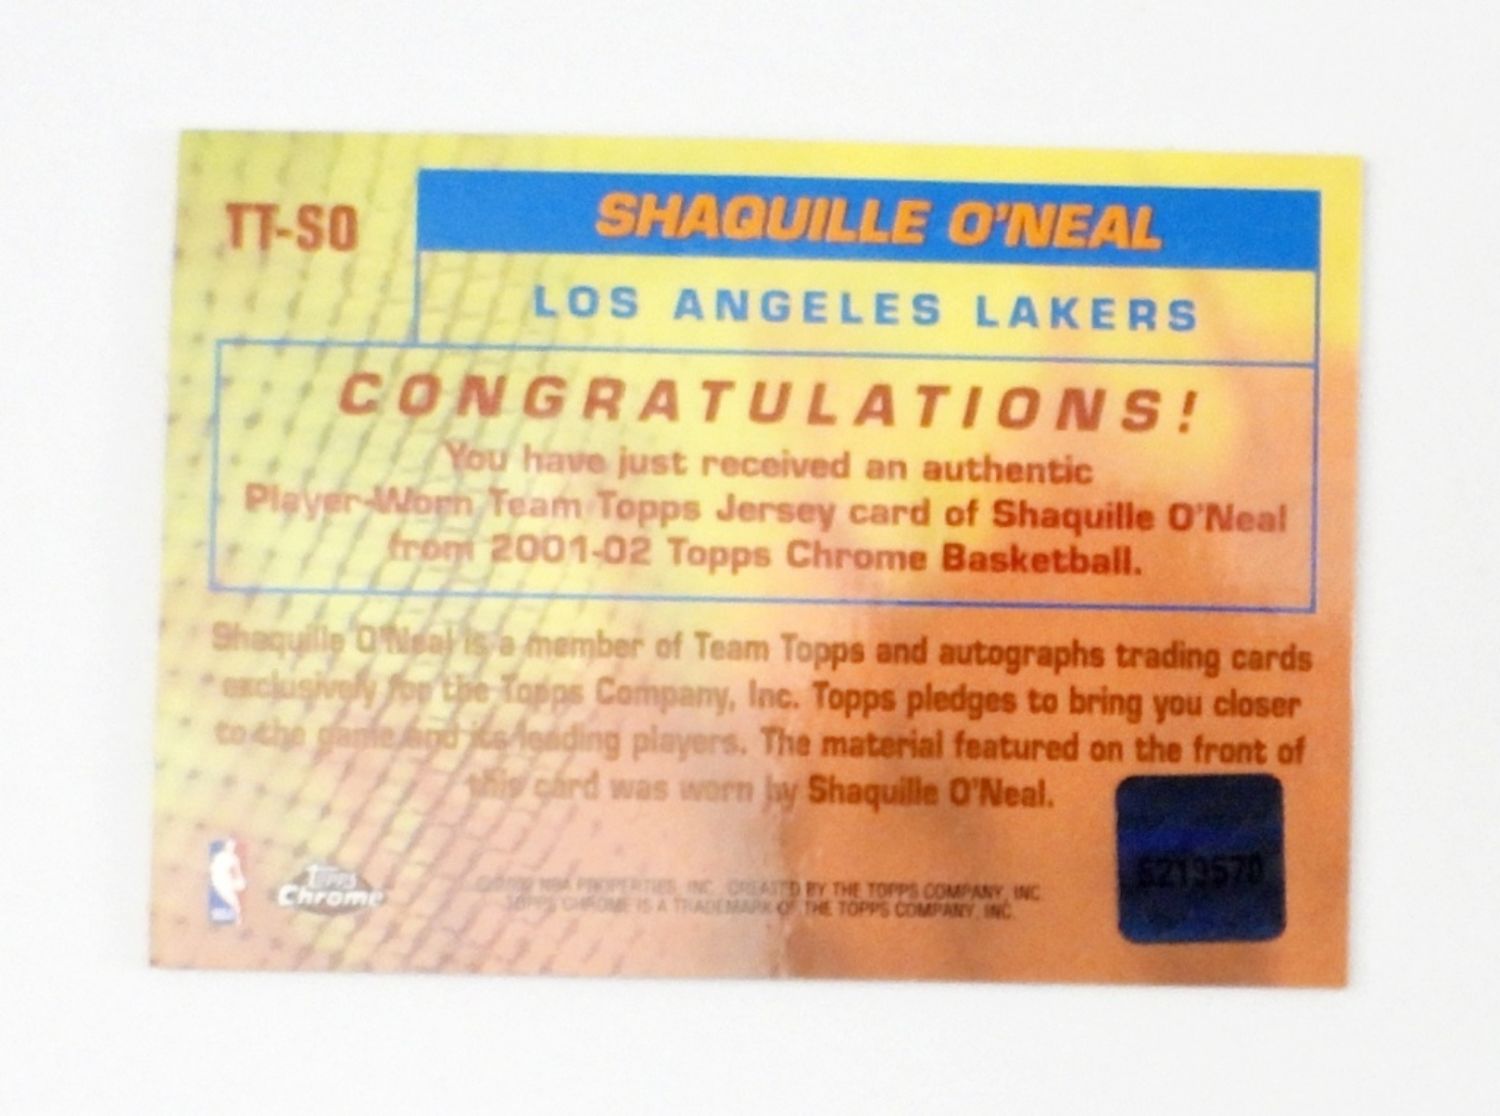 TT-SO
SHAQUILLE O'NEAL
LOS ANGELES LAKERS
CONGRATULATIONS!
You have just received an authentic
Player-Worn Team Topps Jersey card of Shaquille O'Neal
from 2001-02 Topps Chrome Basketball.
Shaquille O'Neal is a member of Team Topps and autographs trading cards
exclusively for the Topps Company, Inc. Topps pledges to bring you closer
to the game and its leading players. The material featured on the front of
this card was worn by Shaquille O'Neal.
Topps
Chrome
NBA PROPERTIES, INC. CREATED BY THE TOPPS COMPANY, INC.
TOPPS CHROME IS A TRADEMARK OF THE TOPPS COMPANY, INC.